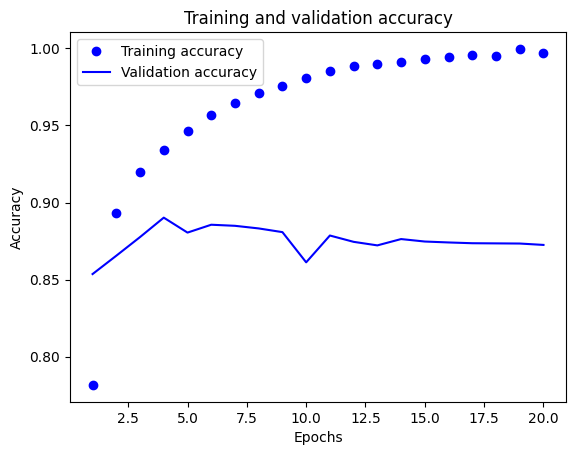 Training and validation accuracy
Training accuracy
Validation accuracy
1.00
0.95
0.90
0.85
0.80
Accuracy
2.5 5.0 7.5 10.0 12.5 15.0 17.5 20.0
Epochs